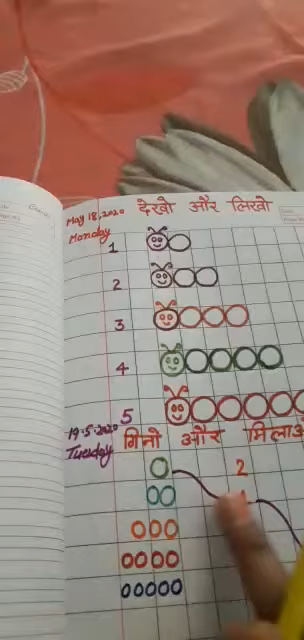 May 18, 2020
Monday
देखो और लिखो
1
2
3
4
5
19.5.2020
Tuesday
गिनो और मिलाओ
2